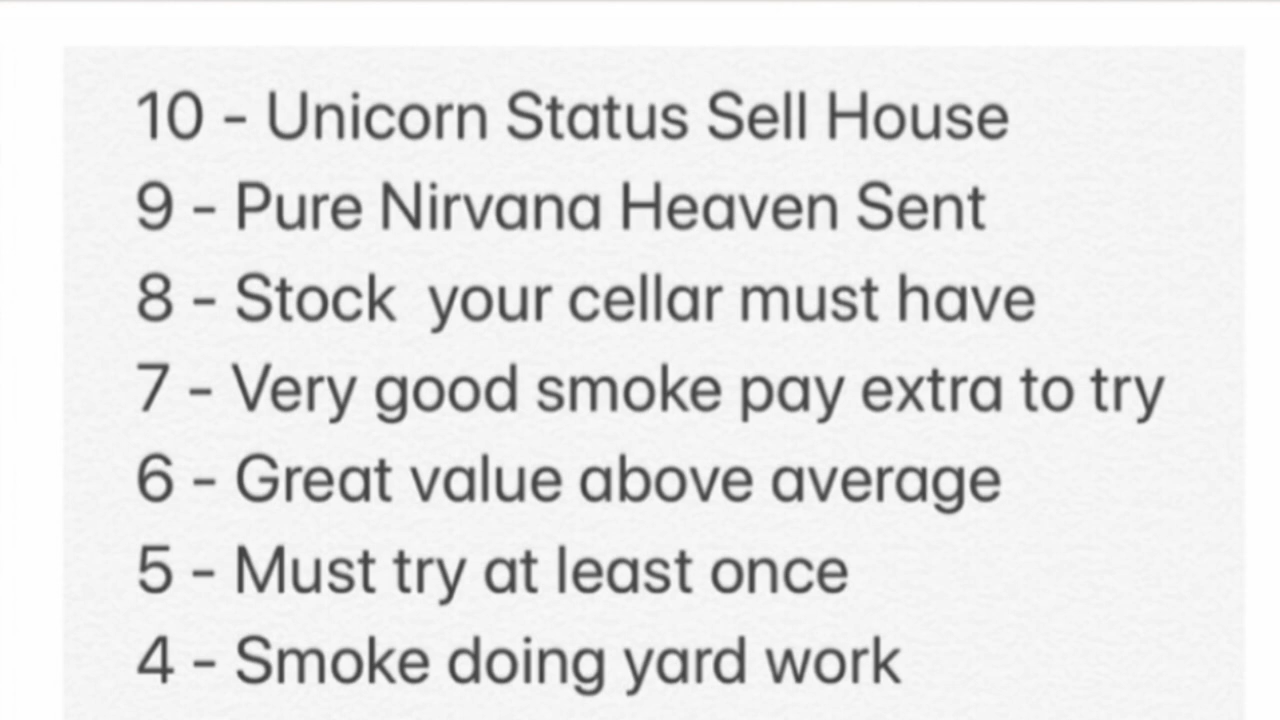 10 - Unicorn Status Sell House
9 - Pure Nirvana Heaven Sent
8 - Stock  your cellar must have
7 - Very good smoke pay extra to try
6 - Great value above average
5 - Must try at least once
4 - Smoke doing yard work